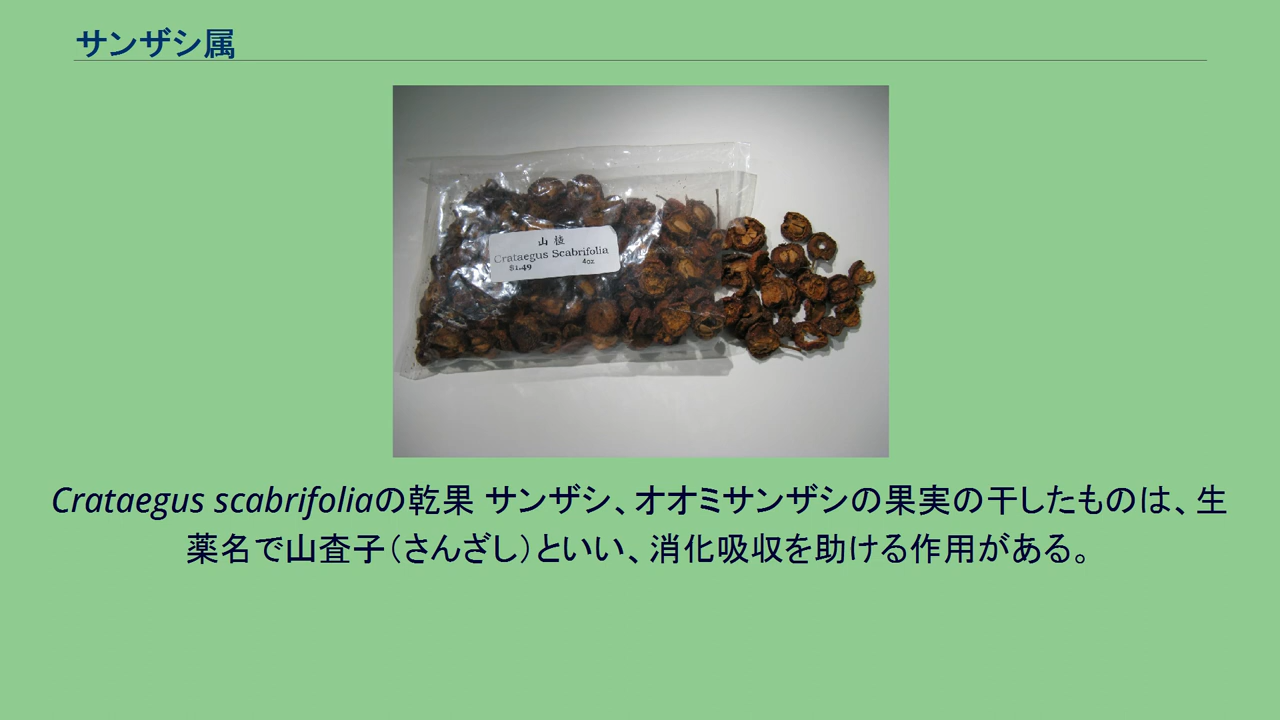 サンザシ属
山楂
Crataegus Scabrifolia
$1.49 4oz
Crataegus scabrifoliaの乾果 サンザシ、オオミサンザシの果実の干したものは、生
薬名で山査子（さんざし）といい、消化吸収を助ける作用がある。